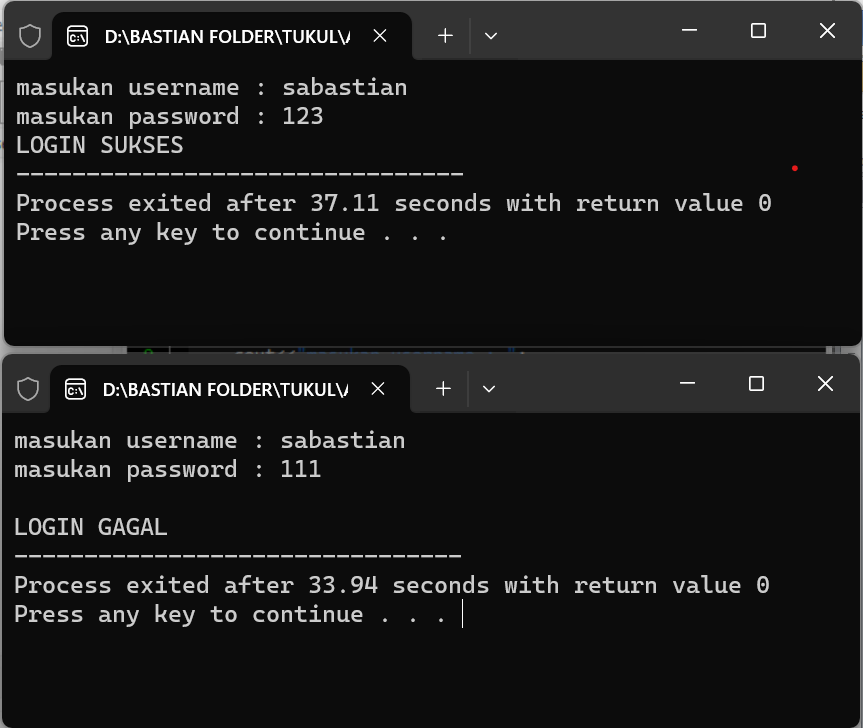 D:\BASTIAN FOLDER\TUKUL\
masukan username : sabastian
masukan password : 123
LOGIN SUKSES
--------------------------------
Process exited after 37.11 seconds with return value 0
Press any key to continue . . .
D:\BASTIAN FOLDER\TUKUL\
masukan username : sabastian
masukan password : 111
LOGIN GAGAL
--------------------------------
Process exited after 33.94 seconds with return value 0
Press any key to continue . . .